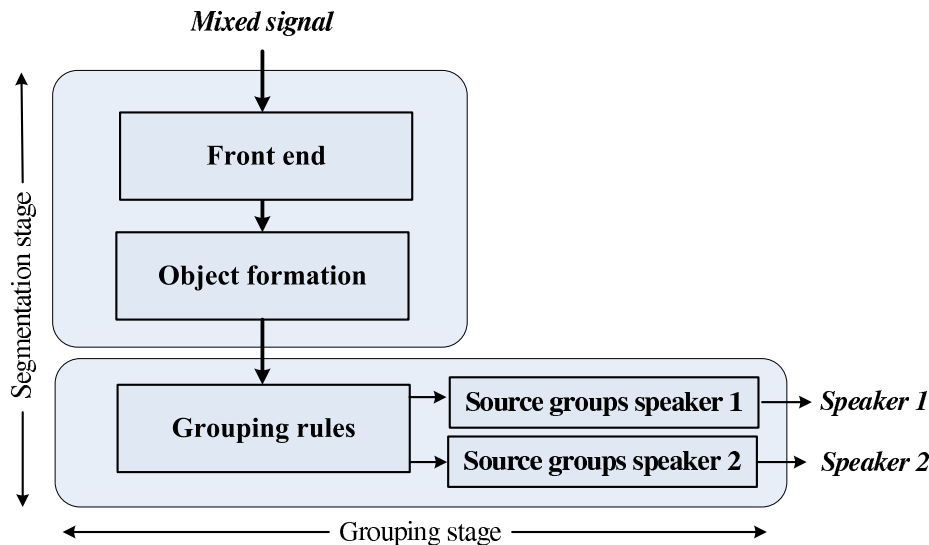 Mixed signal
Front end
Object formation
Segmentation stage
Grouping rules
Source groups speaker 1
Speaker 1
Source groups speaker 2
Speaker 2
Grouping stage